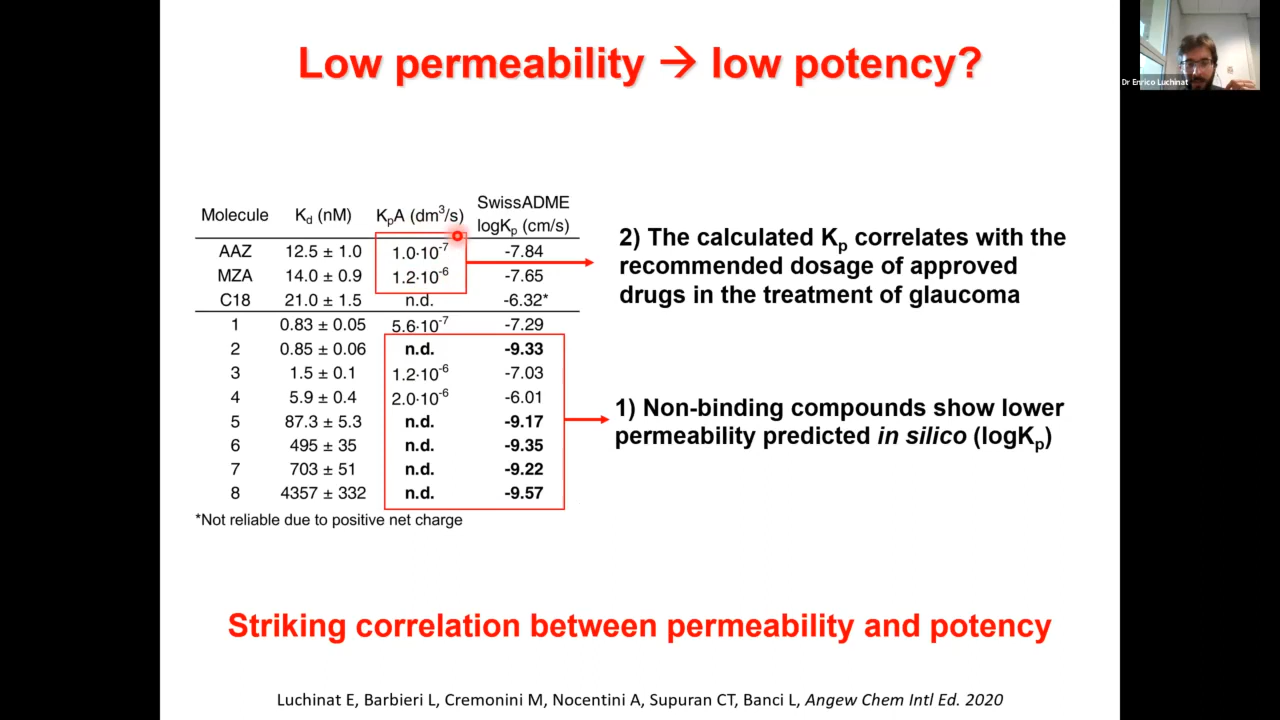 Low permeability → low potency?
Dr Enrico Luchinat
Molecule K_d (nM) K_pA (dm³/s) SwissADME logK_p (cm/s)
AAZ 12.5 ± 1.0 1.0·10⁻⁷ -7.84
MZA 14.0 ± 0.9 1.2·10⁻⁶ -7.65
C18 21.0 ± 1.5 n.d. -6.32*
1 0.83 ± 0.05 5.6·10⁻⁷ -7.29
2 0.85 ± 0.06 n.d. -9.33
3 1.5 ± 0.1 1.2·10⁻⁶ -7.03
4 5.9 ± 0.4 2.0·10⁻⁶ -6.01
5 87.3 ± 5.3 n.d. -9.17
6 495 ± 35 n.d. -9.35
7 703 ± 51 n.d. -9.22
8 4357 ± 332 n.d. -9.57
*Not reliable due to positive net charge
2) The calculated K_p correlates with the
recommended dosage of approved
drugs in the treatment of glaucoma
1) Non-binding compounds show lower
permeability predicted in silico (logK_p)
Striking correlation between permeability and potency
Luchinat E, Barbieri L, Cremonini M, Nocentini A, Supuran CT, Banci L, Angew Chem Intl Ed. 2020